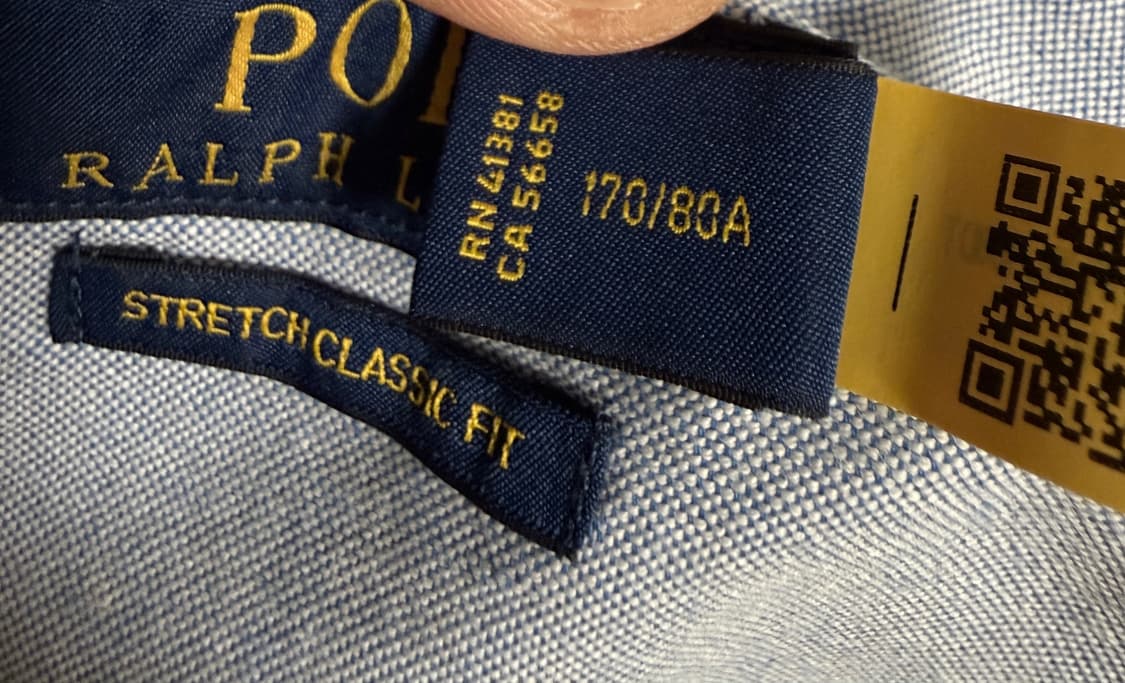 PO
RALPH L
RN 41381
CA 56658
170/80A
STRETCH CLASSIC FIT